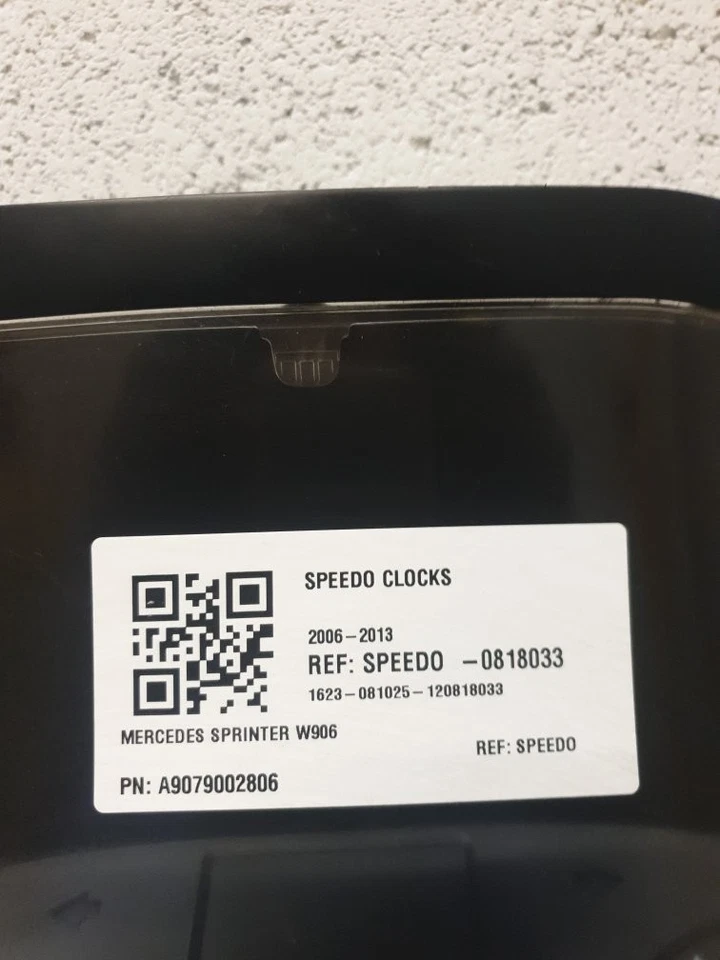 SPEEDO CLOCKS
2006-2013
REF: SPEEDO -0818033
1623-081025-120818033
MERCEDES SPRINTER W906
REF: SPEEDO
PN: A9079002806